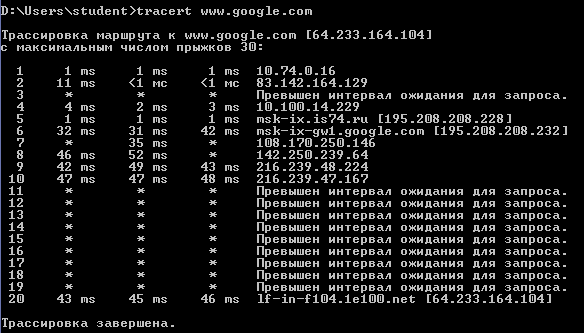 D:\Users\student>tracert www.google.com
Трассировка маршрута к www.google.com [64.233.164.104]
с максимальным числом прыжков 30:
1 1 ms 1 ms 1 ms 10.74.0.16
2 11 ms <1 мс <1 мс 83.142.164.129
3 * * * Превышен интервал ожидания для запроса.
4 4 ms 2 ms 3 ms 10.100.14.229
5 1 ms 1 ms 1 ms msk-ix.is74.ru [195.208.208.228]
6 32 ms 31 ms 42 ms msk-ix-gw1.google.com [195.208.208.232]
7 * 35 ms * 108.170.250.146
8 46 ms 52 ms * 142.250.239.64
9 42 ms 49 ms 43 ms 216.239.48.224
10 47 ms 47 ms 48 ms 216.239.47.167
11 * * * Превышен интервал ожидания для запроса.
12 * * * Превышен интервал ожидания для запроса.
13 * * * Превышен интервал ожидания для запроса.
14 * * * Превышен интервал ожидания для запроса.
15 * * * Превышен интервал ожидания для запроса.
16 * * * Превышен интервал ожидания для запроса.
17 * * * Превышен интервал ожидания для запроса.
18 * * * Превышен интервал ожидания для запроса.
19 * * * Превышен интервал ожидания для запроса.
20 43 ms 45 ms 46 ms lf-in-f104.1e100.net [64.233.164.104]
Трассировка завершена.